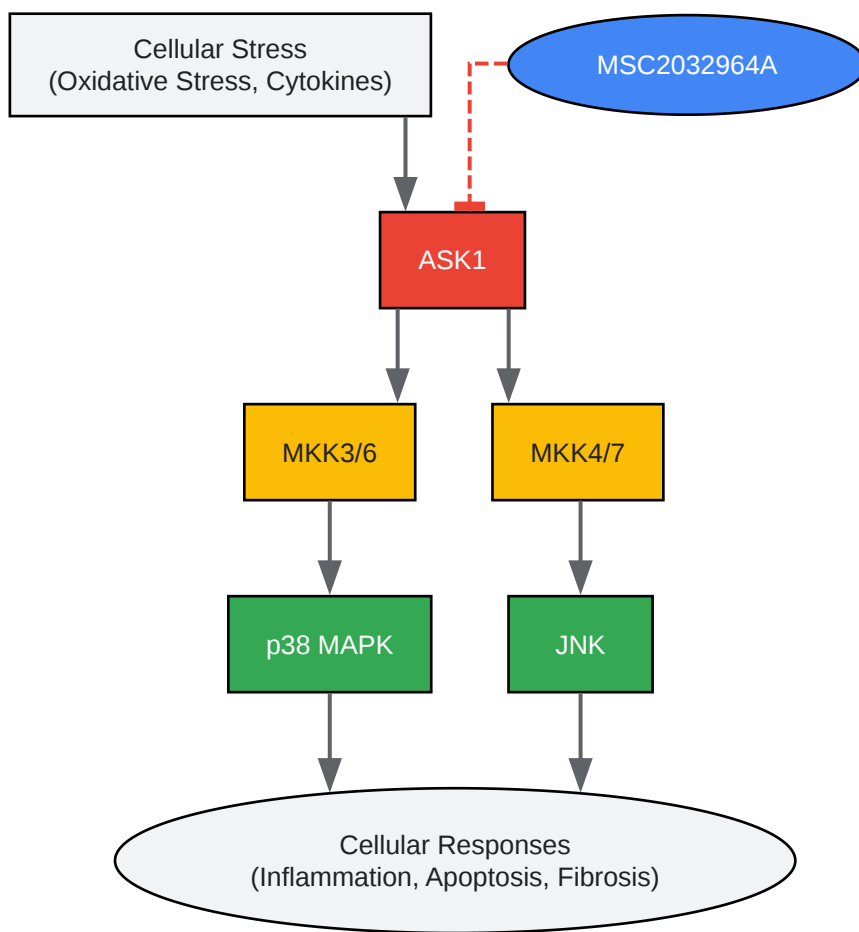 Cellular Stress
(Oxidative Stress, Cytokines)
MSC2032964A
ASK1
MKK3/6
MKK4/7
p38 MAPK
JNK
Cellular Responses
(Inflammation, Apoptosis, Fibrosis)